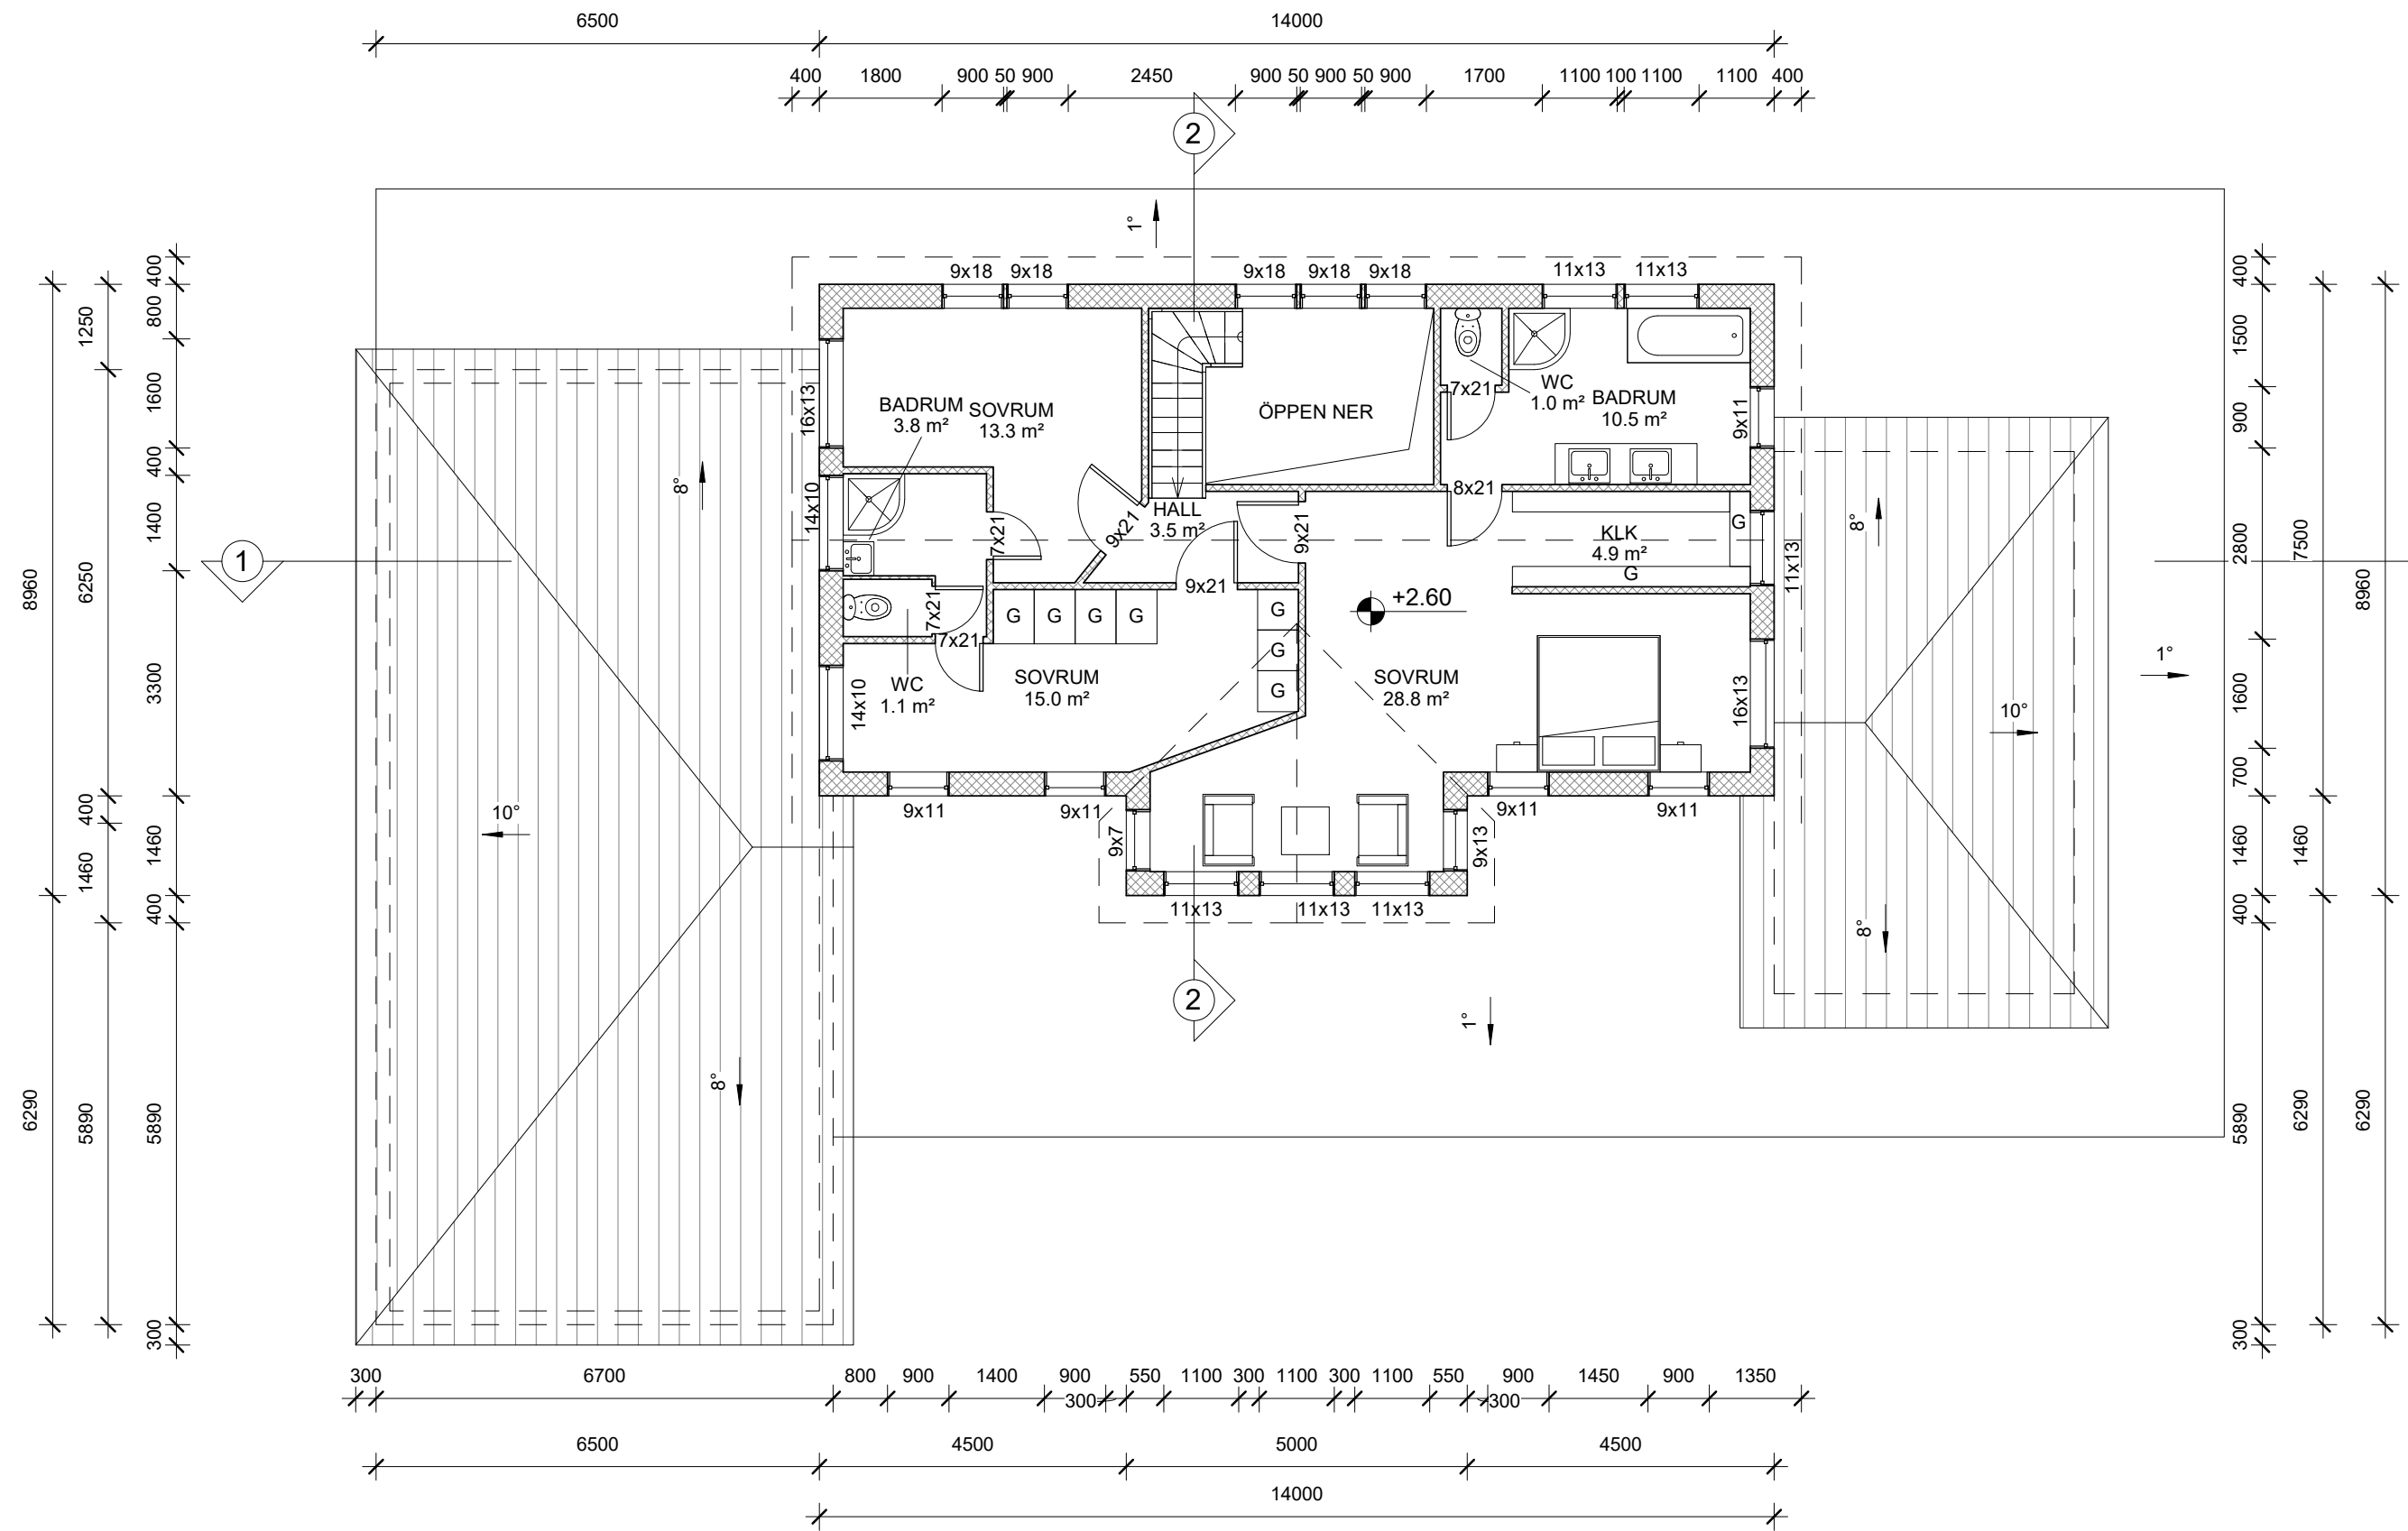 6500 14000
400 1800 900 50 900 2450 900 50 900 50 900 1700 1100 100 1100 1100 400
2
1°
400 400
9x18 9x18 9x18 9x18 9x18 11x13 11x13
1250 800 1500
1600 16x13 7x21 WC 9x11 900
BADRUM SOVRUM ÖPPEN NER 1.0 m² BADRUM
3.8 m² 13.3 m² 10.5 m²
400
8° 14x10 8x21
1400 7x21 9x21 HALL 9x21 KLK G 8°
3.5 m² 4.9 m² 11x13 2800 7500
1
8960 6250 9x21 G 8960
7x21 G G G G G +2.60
7x21
3300 14x10 WC SOVRUM G SOVRUM 16x13 1600 1°
1.1 m² 15.0 m² G 28.8 m²
10°
700
400 10° 9x11 9x11 9x11 9x11
1460 1460 9x7 9x13 1460 1460
400 11x13 11x13 11x13 8° 400
2
1°
8°
6290 5890 5890 5890 6290 6290
300 300
300 6700 800 900 1400 900 550 1100 300 1100 300 1100 550 900 1450 900 1350
300 300
6500 4500 5000 4500
14000